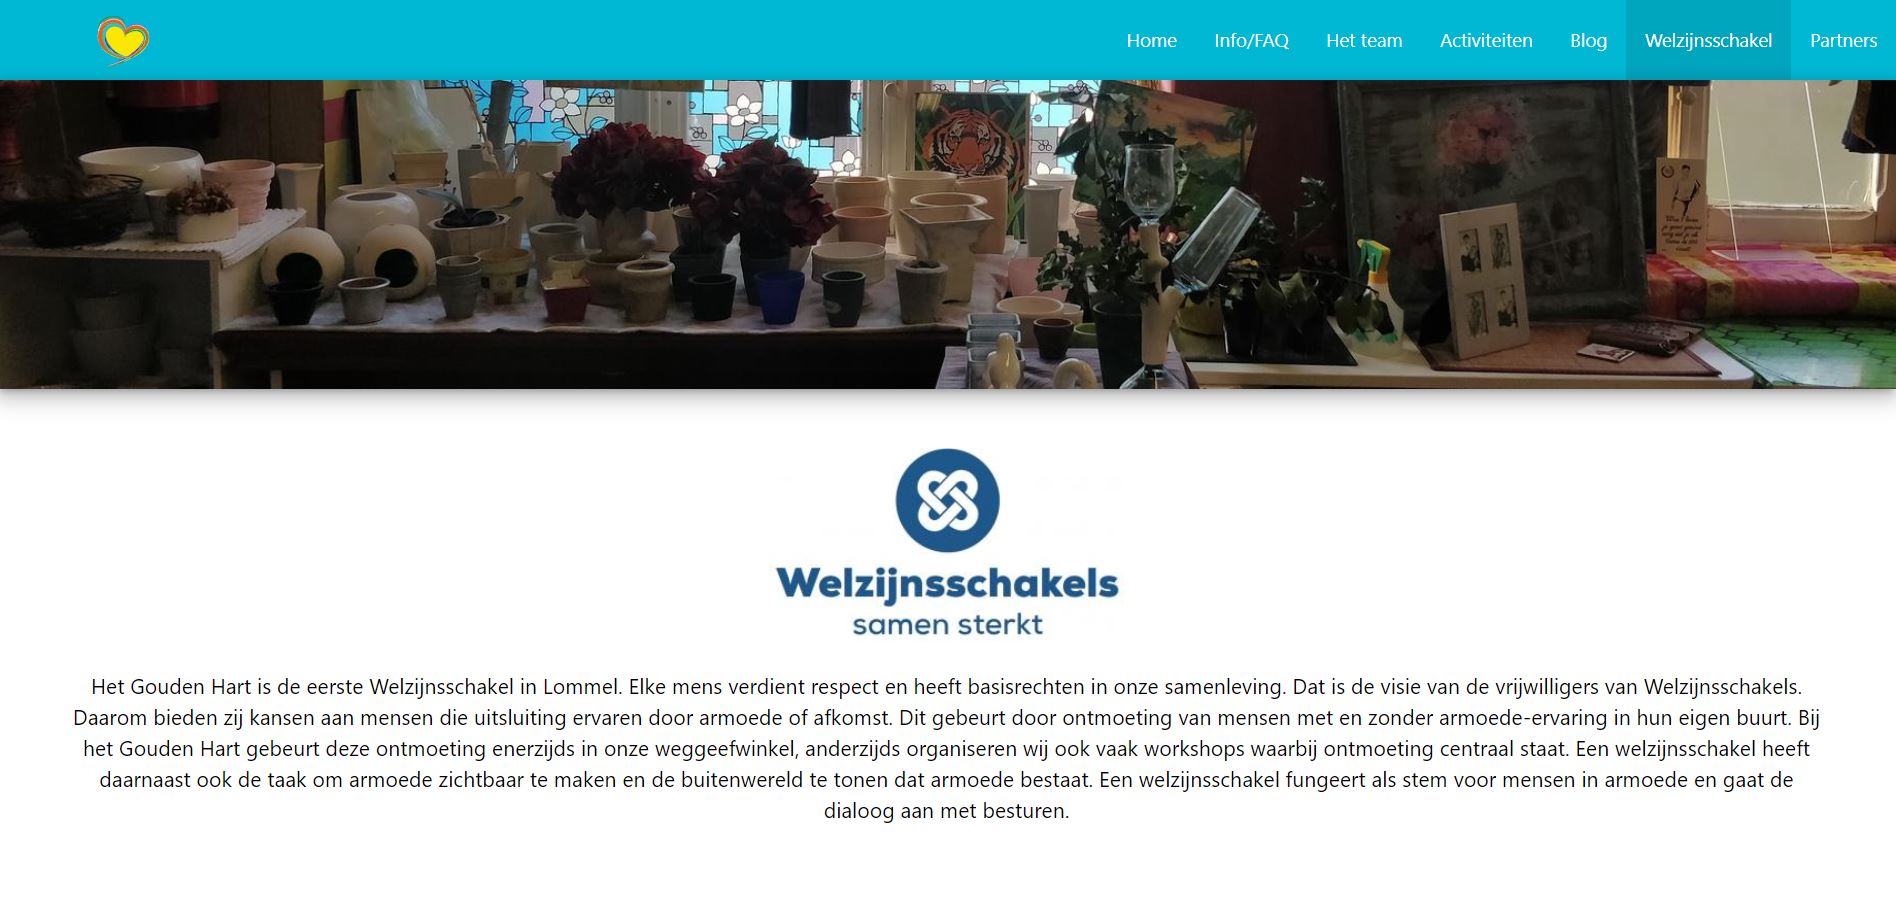 Home Info/FAQ Het team Activiteiten Blog Welzijnsschakel Partners
Welzijnsschakels
samen sterkt
Het Gouden Hart is de eerste Welzijnsschakel in Lommel. Elke mens verdient respect en heeft basisrechten in onze samenleving. Dat is de visie van de vrijwilligers van Welzijnsschakels.
Daarom bieden zij kansen aan mensen die uitsluiting ervaren door armoede of afkomst. Dit gebeurt door ontmoeting van mensen met en zonder armoede-ervaring in hun eigen buurt. Bij
het Gouden Hart gebeurt deze ontmoeting enerzijds in onze weggeefwinkel, anderzijds organiseren wij ook vaak workshops waarbij ontmoeting centraal staat. Een welzijnsschakel heeft
daarnaast ook de taak om armoede zichtbaar te maken en de buitenwereld te tonen dat armoede bestaat. Een welzijnsschakel fungeert als stem voor mensen in armoede en gaat de
dialoog aan met besturen.